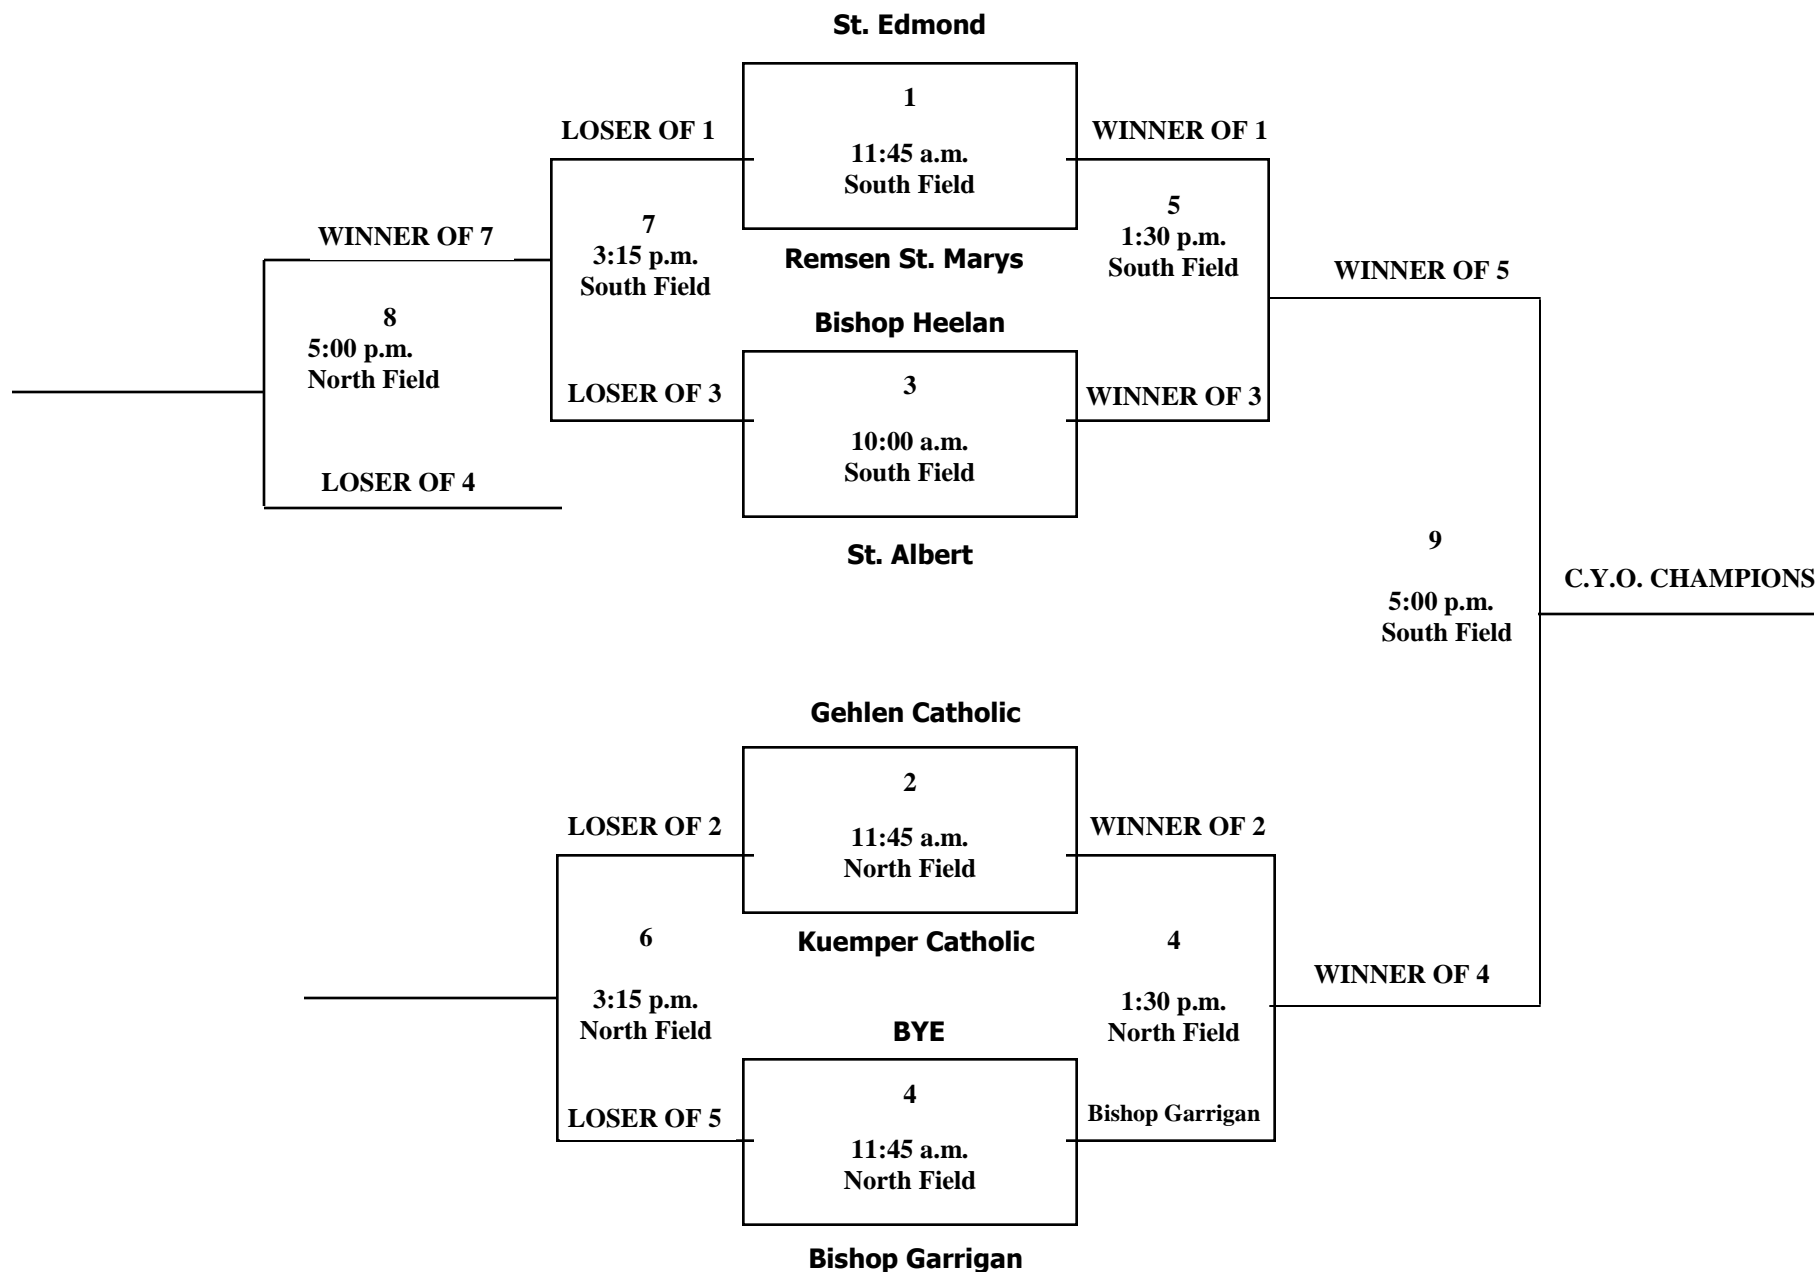 St. Edmond
1
LOSER OF 1
WINNER OF 1
11:45 a.m.
South Field
7
3:15 p.m.
South Field
5
1:30 p.m.
South Field
WINNER OF 7
Remsen St. Marys
WINNER OF 5
8
5:00 p.m.
North Field
Bishop Heelan
3
LOSER OF 3
WINNER OF 3
10:00 a.m.
South Field
LOSER OF 4
St. Albert
9
5:00 p.m.
South Field
C.Y.O. CHAMPIONS
Gehlen Catholic
2
LOSER OF 2
WINNER OF 2
11:45 a.m.
North Field
6
3:15 p.m.
North Field
Kuemper Catholic
4
1:30 p.m.
North Field
WINNER OF 4
BYE
4
LOSER OF 5
Bishop Garrigan
11:45 a.m.
North Field
Bishop Garrigan